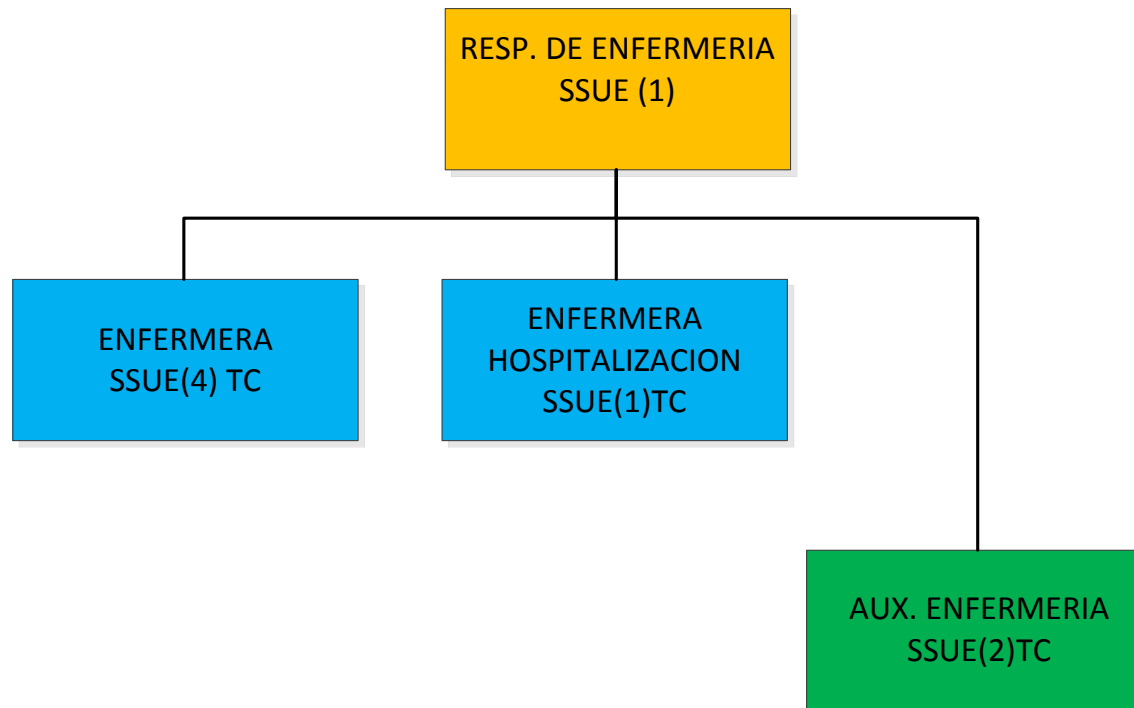 RESP. DE ENFERMERIA
SSUE (1)
ENFERMERA
SSUE(4) TC
ENFERMERA
HOSPITALIZACION
SSUE(1)TC
AUX. ENFERMERIA
SSUE(2)TC